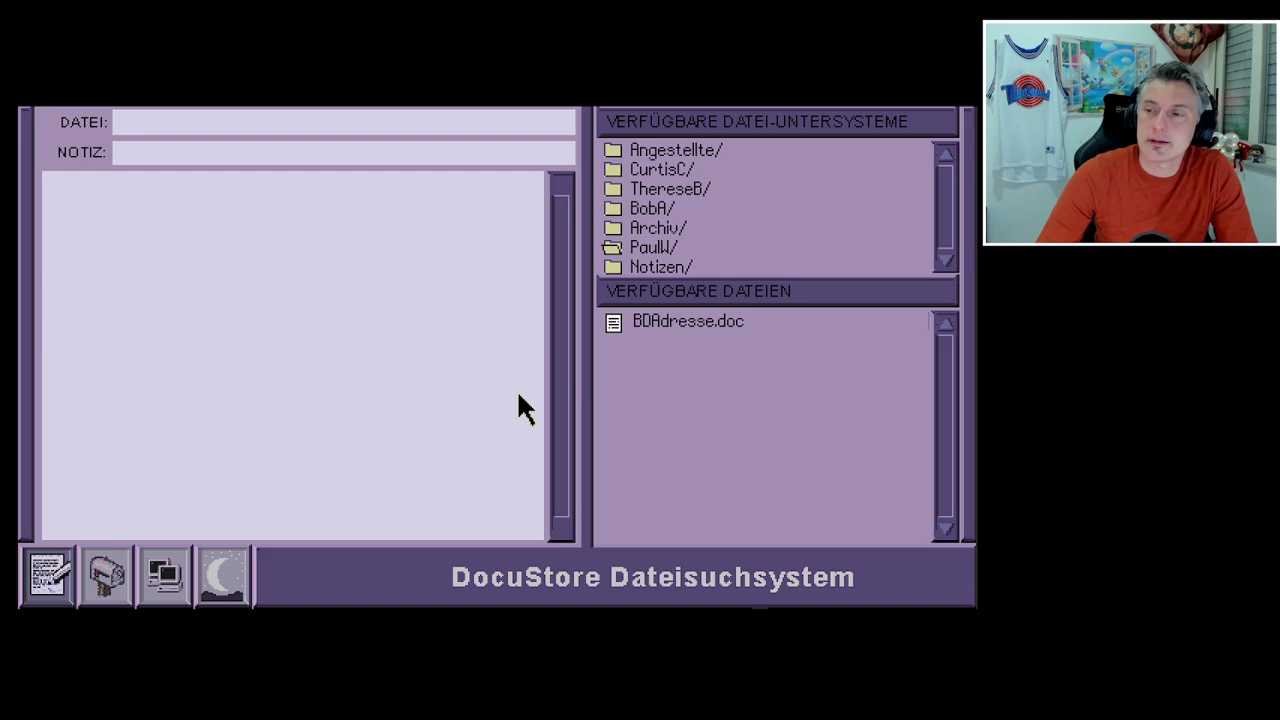 DATEI:
NOTIZ:
VERFÜGBARE DATEI-UNTERSYSTEME
Angestellte/
CurtisC/
ThereseB/
BobA/
Archiv/
PaulW/
Notizen/
VERFÜGBARE DATEIEN
BDAdresse.doc
DocuStore Dateisuchsystem